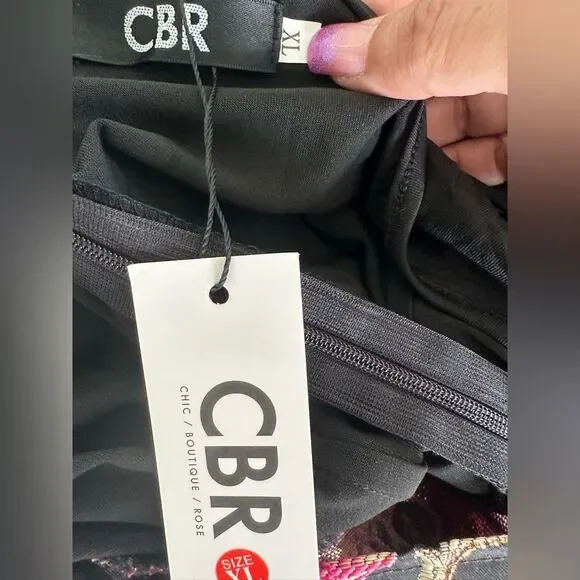 CBR
XL
CBR
CHIC / BOUTIQUE / ROSE
SIZE
XL